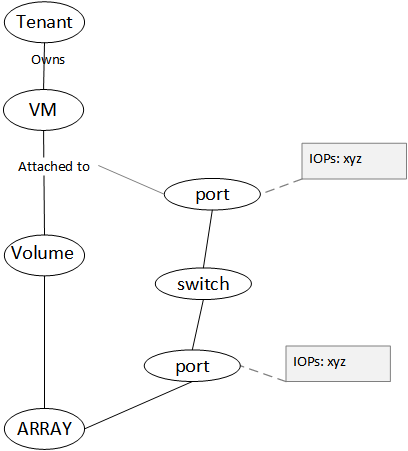 Tenant
Owns
VM
Attached to
IOPs: xyz
port
Volume
switch
port
IOPs: xyz
ARRAY